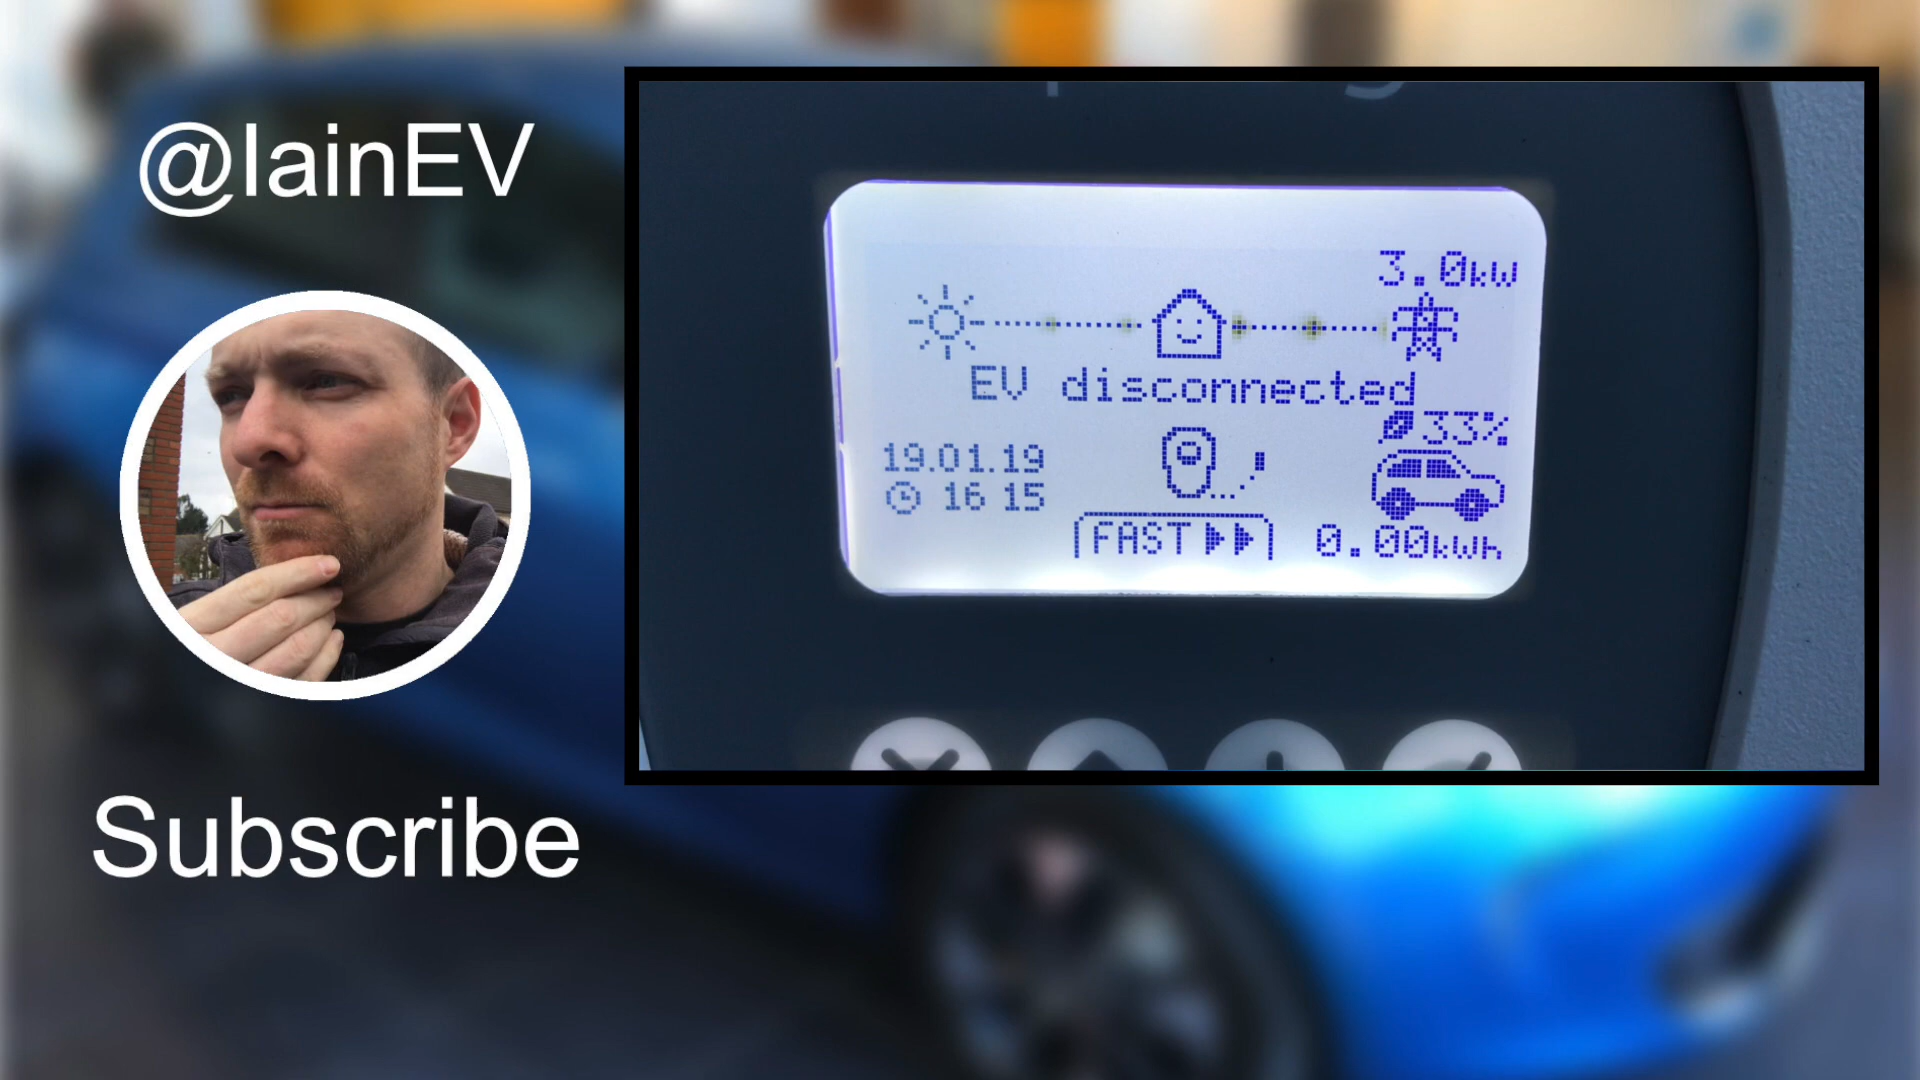 @IainEV
Subscribe
3.0kW
EV disconnected
33%
19.01.19
16 15
FAST
0.00kWh